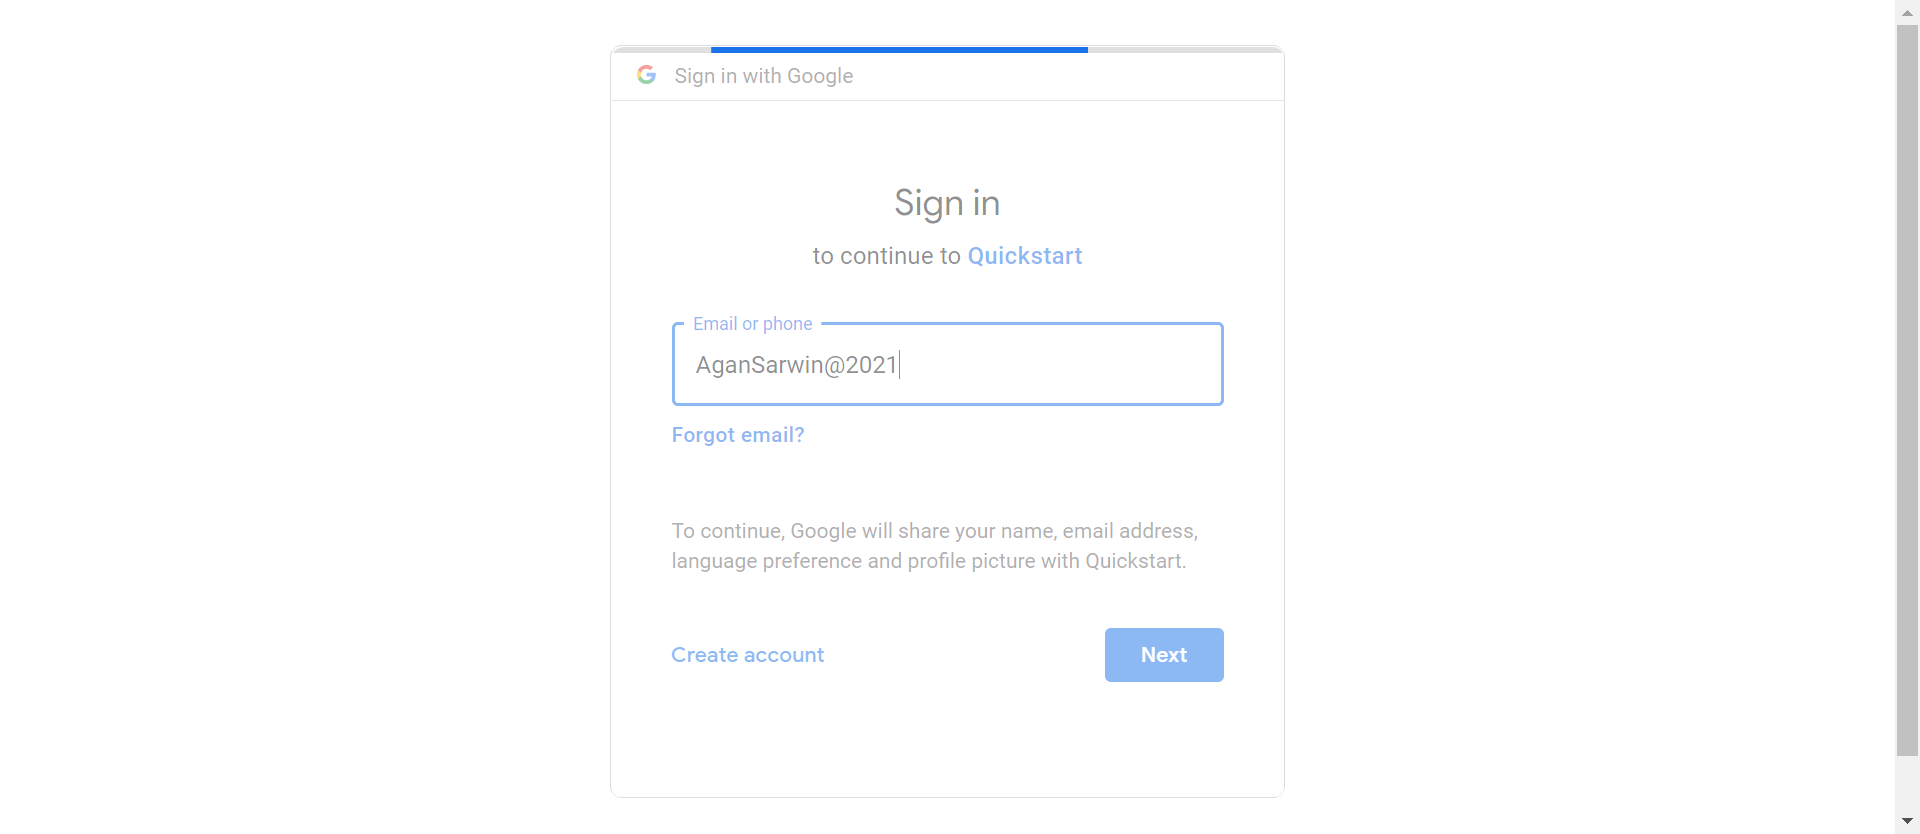 Sign in with Google
Sign in
to continue to Quickstart
Email or phone
AganSarwin@2021
Forgot email?
To continue, Google will share your name, email address,
language preference and profile picture with Quickstart.
Create account
Next